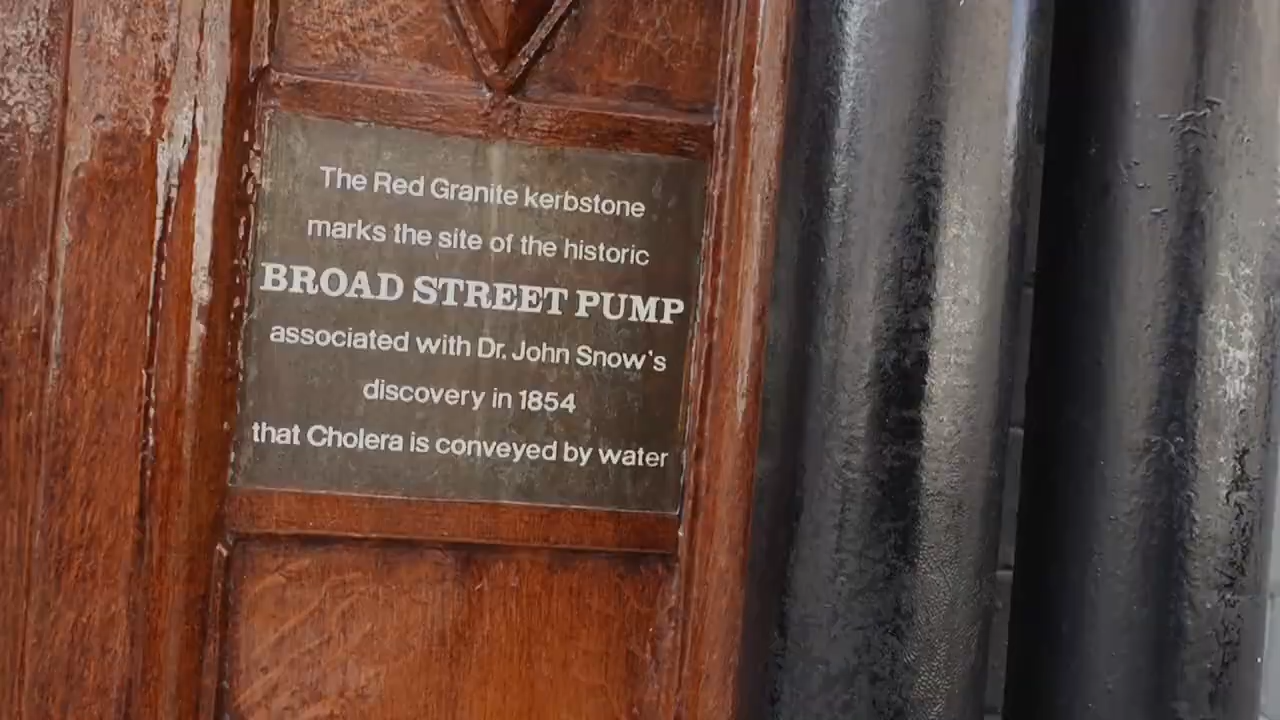 The Red Granite kerbstone
marks the site of the historic
BROAD STREET PUMP
associated with Dr. John Snow's
discovery in 1854
that Cholera is conveyed by water